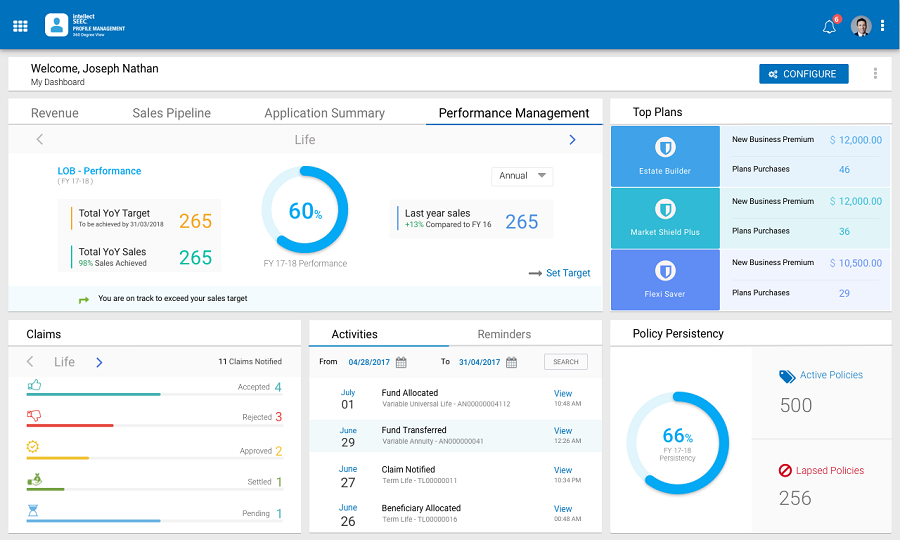 intellect
SEEC
PROFILE MANAGEMENT
360 Degree View
6
Welcome, Joseph Nathan
My Dashboard
CONFIGURE
Revenue
Sales Pipeline
Application Summary
Performance Management
Life
LOB - Performance
( FY 17-18 )
Annual
Total YoY Target
To be achieved by 31/03/2018
265
Total YoY Sales
98% Sales Achieved
265
60%
FY 17-18 Performance
Last year sales
+13% Compared to FY 16
265
Set Target
You are on track to exceed your sales target
Top Plans
Estate Builder
New Business Premium
$ 12,000.00
Plans Purchases
46
Market Shield Plus
New Business Premium
$ 12,000.00
Plans Purchases
36
Flexi Saver
New Business Premium
$ 10,500.00
Plans Purchases
29
Claims
Life
11 Claims Notified
Accepted 4
Rejected 3
Approved 2
Settled 1
Pending 1
Activities
Reminders
From 04/28/2017
To 31/04/2017
SEARCH
July
01
Fund Allocated
Variable Universal Life - AN00000004112
View
10:48 AM
June
29
Fund Transferred
Variable Annuity - AN000000041
View
12:26 AM
June
27
Claim Notified
Term Life - TL00000011
View
10:34 PM
June
26
Beneficiary Allocated
Term Life - TL00000016
View
00:48 AM
Policy Persistency
66%
FY 17-18
Persistency
Active Policies
500
Lapsed Policies
256